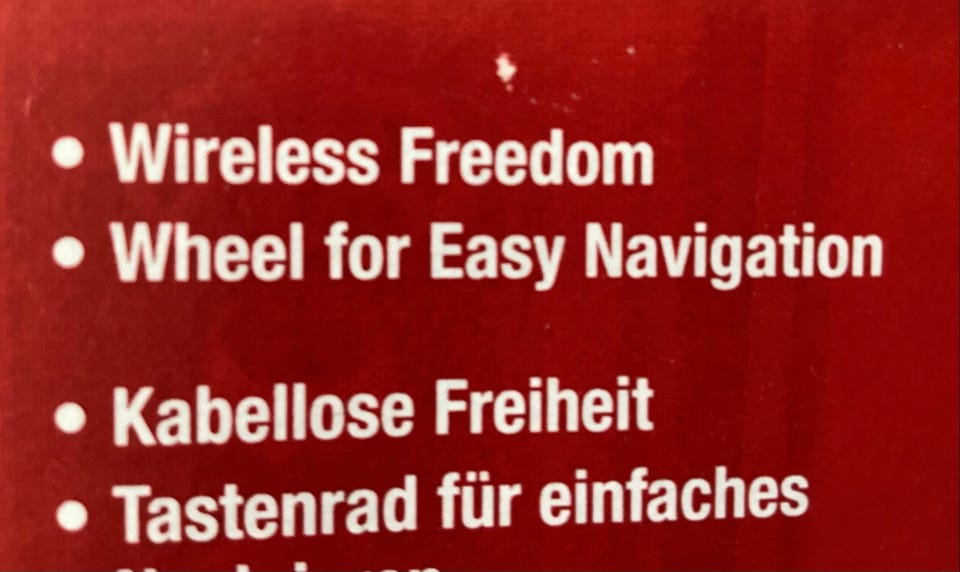 • Wireless Freedom
• Wheel for Easy Navigation
• Kabellose Freiheit
• Tastenrad für einfaches